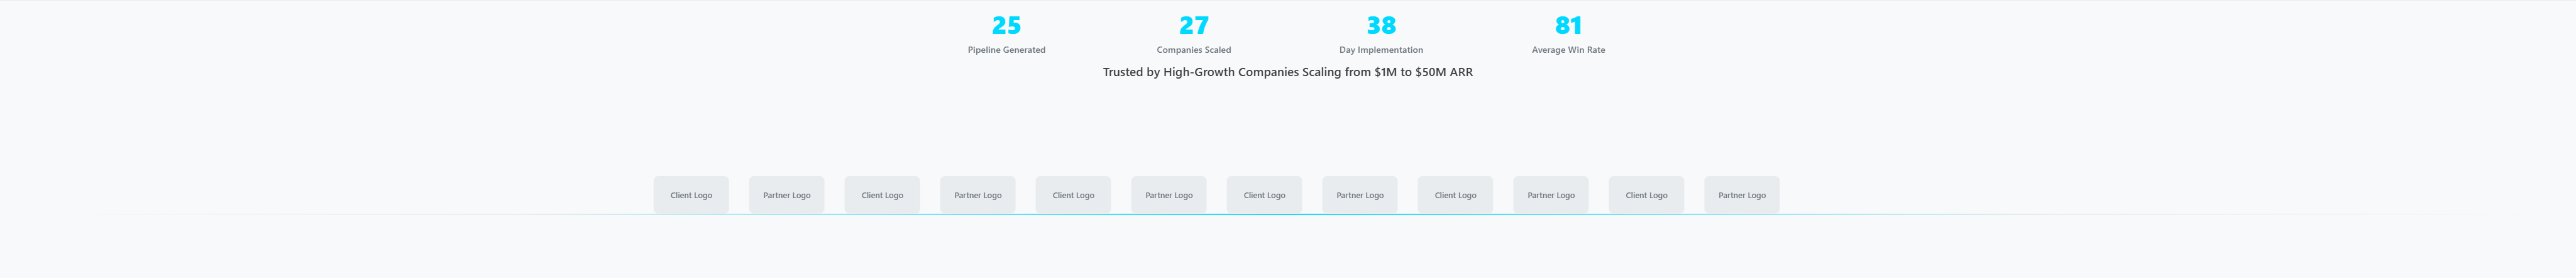 25 27 38 81
Pipeline Generated Companies Scaled Day Implementation Average Win Rate
Trusted by High-Growth Companies Scaling from $1M to $50M ARR
Client Logo Partner Logo Client Logo Partner Logo Client Logo Partner Logo Client Logo Partner Logo Client Logo Partner Logo Client Logo Partner Logo